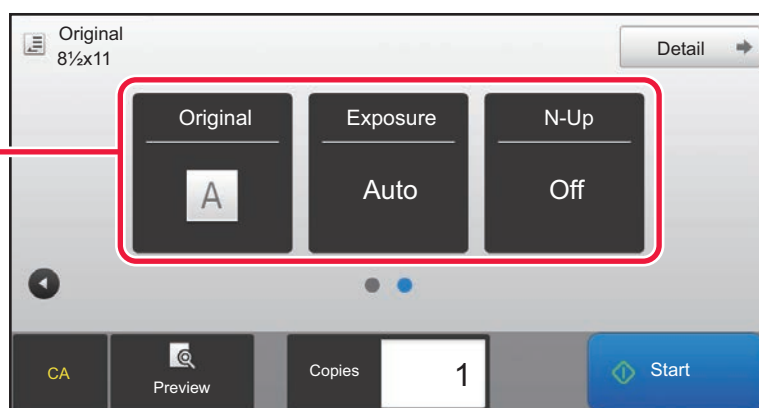 Original
8½x11
Detail
Original
Exposure
N-Up
A
Auto
Off
CA
Preview
Copies
1
Start